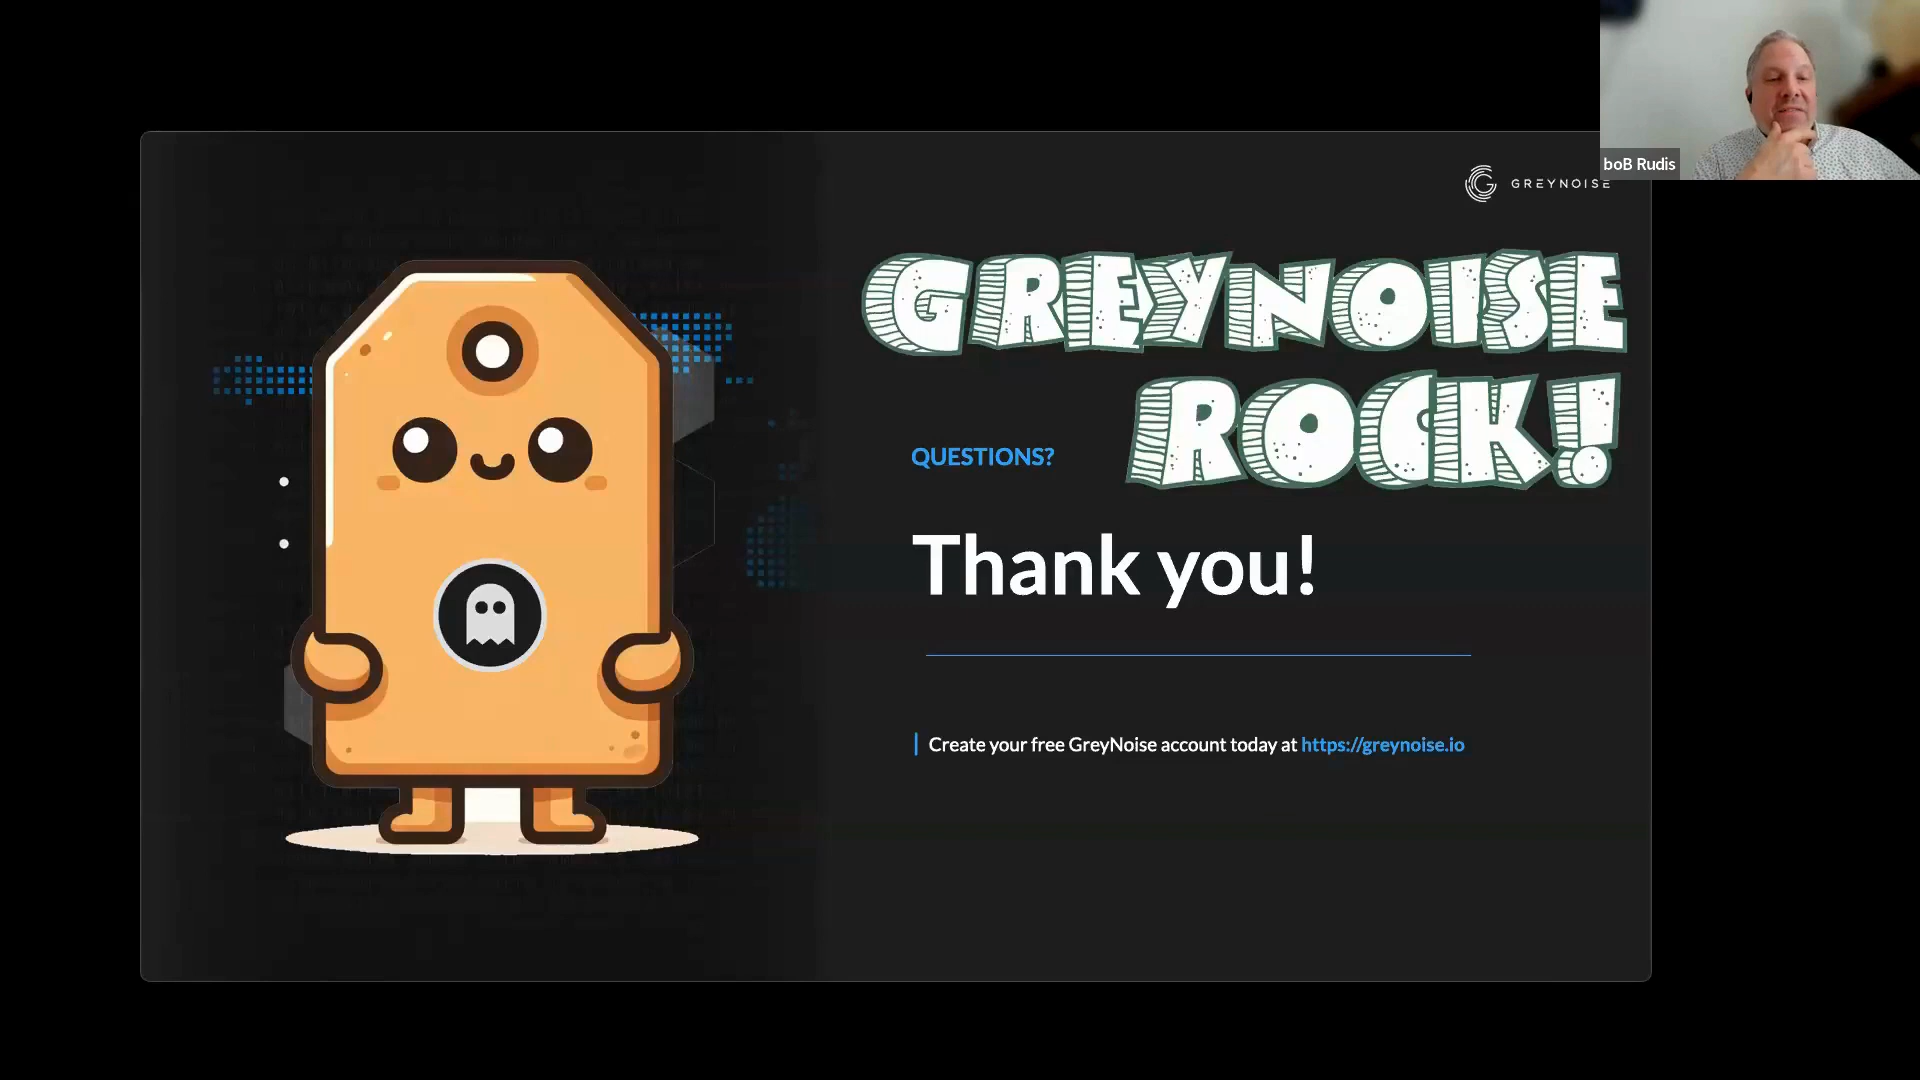 boB Rudis
GREYNOISE
GREYNOISE
ROCK!
QUESTIONS?
Thank you!
Create your free GreyNoise account today at https://greynoise.io